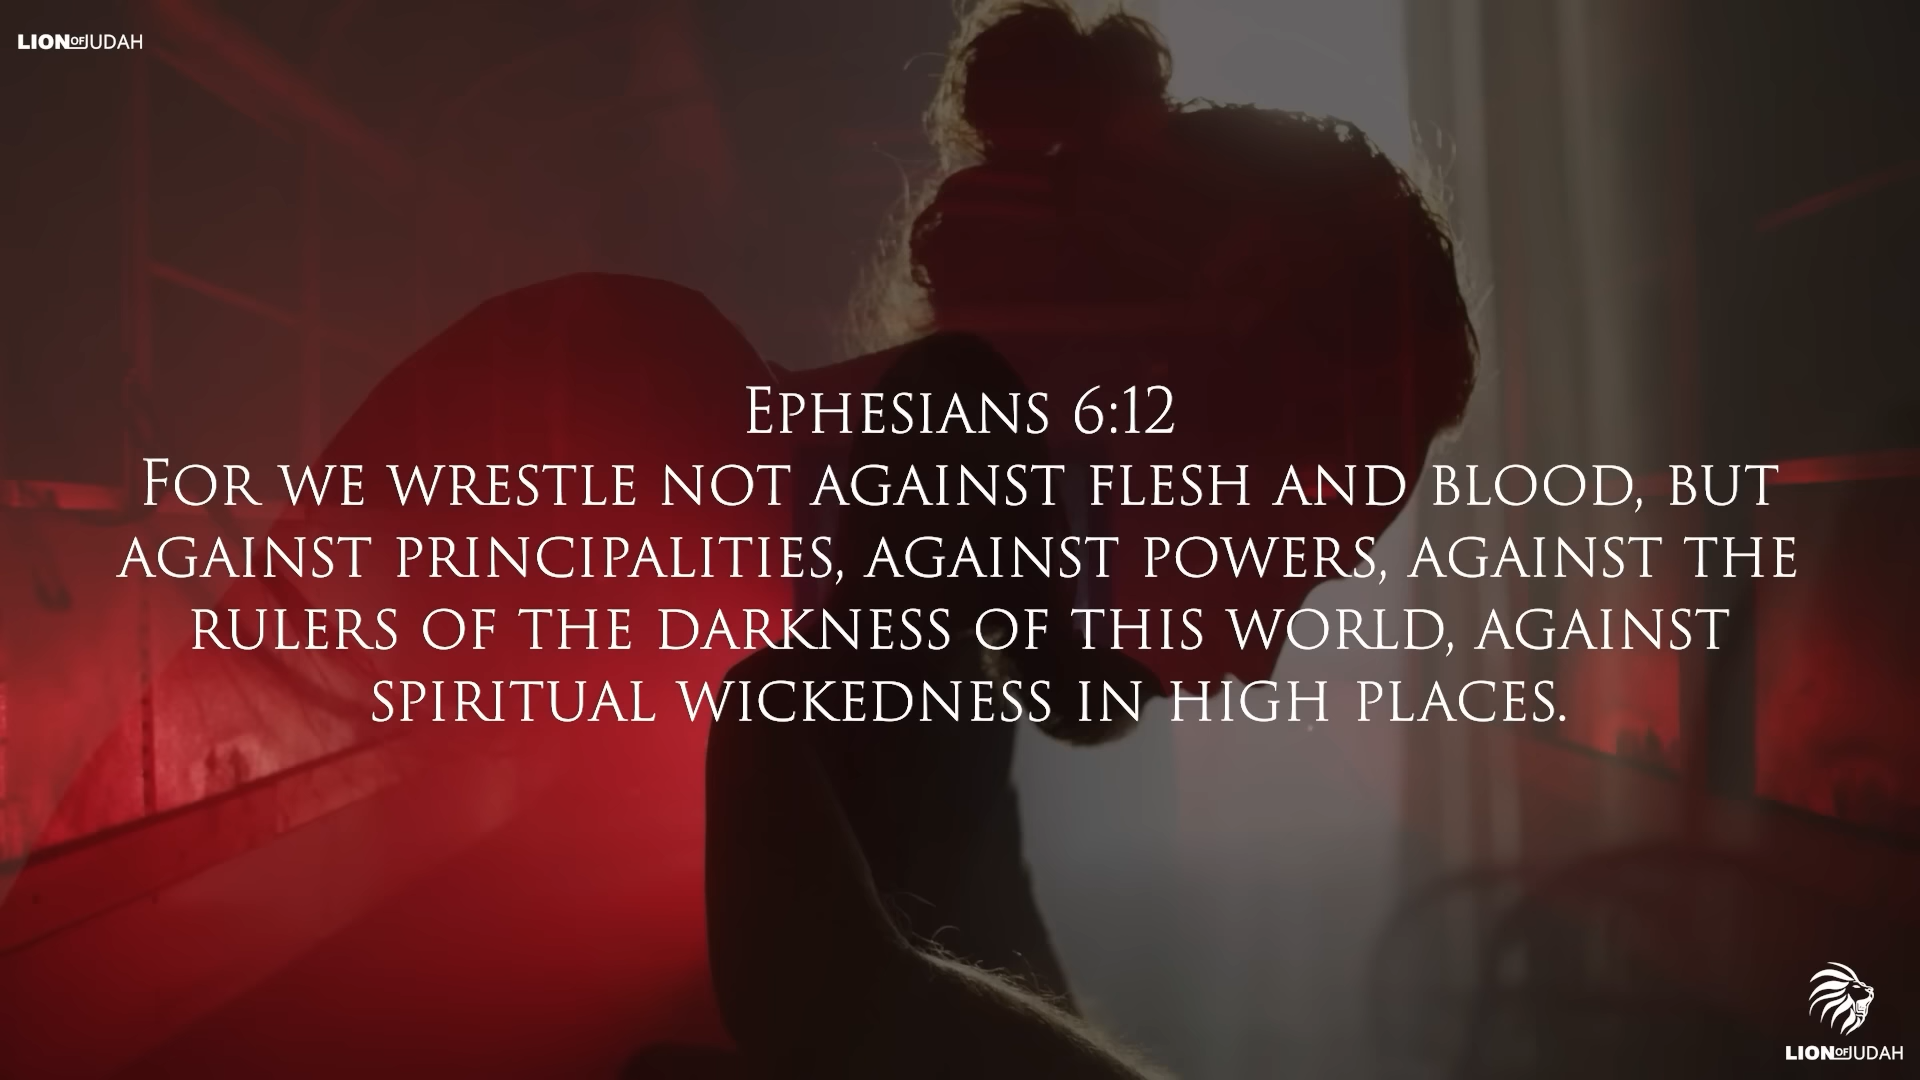 LION OF JUDAH
Ephesians 6:12
For we wrestle not against flesh and blood, but
against principalities, against powers, against the
rulers of the darkness of this world, against
spiritual wickedness in high places.
LION OF JUDAH